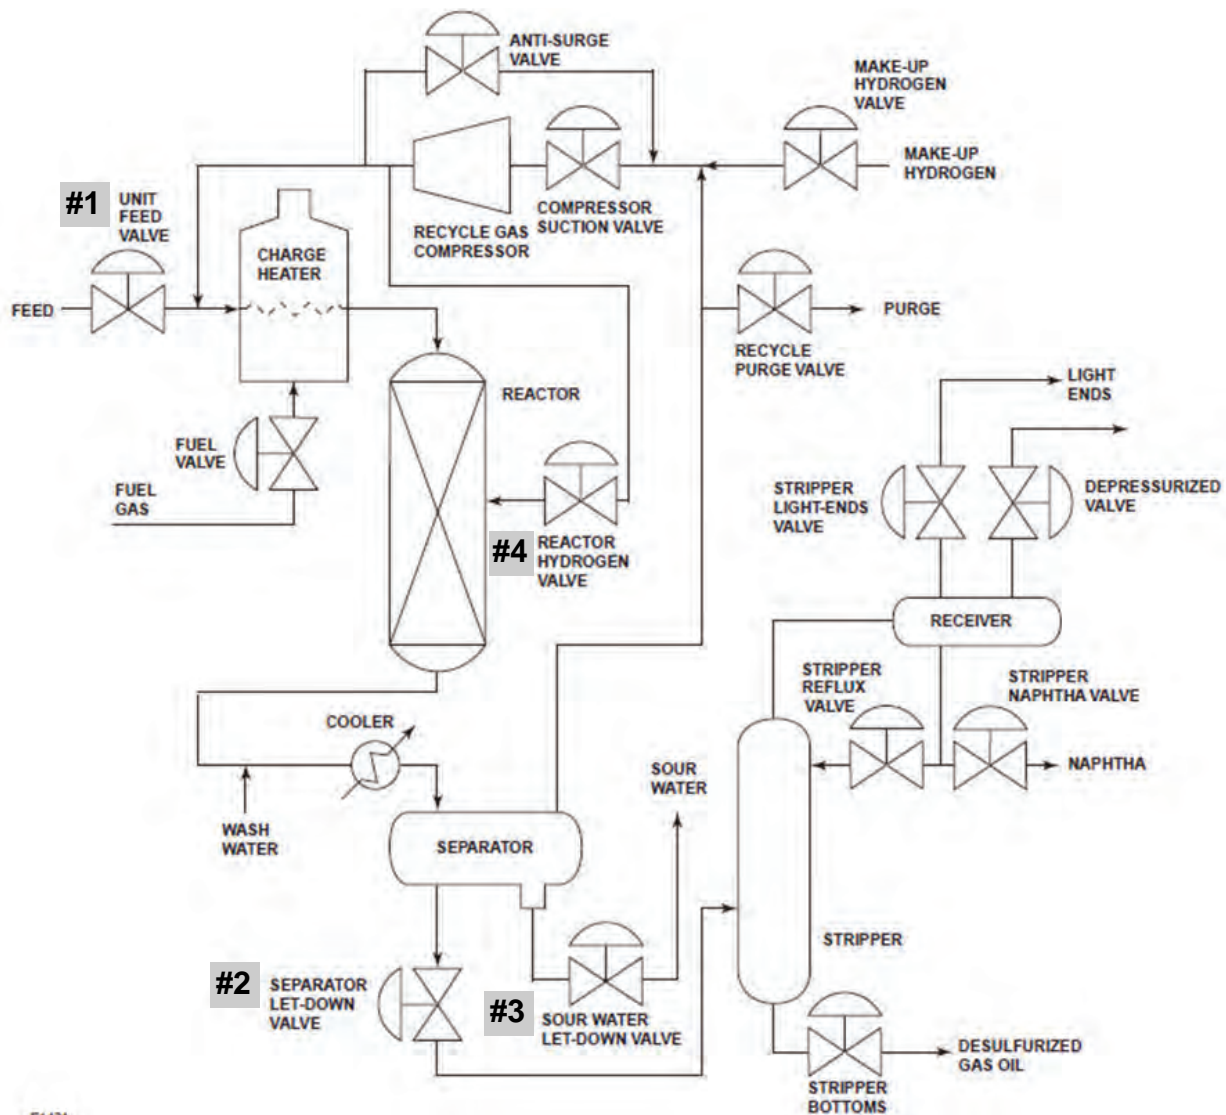 ANTI-SURGE
VALVE
MAKE-UP
HYDROGEN
VALVE
MAKE-UP
HYDROGEN
#1
UNIT
FEED
VALVE
COMPRESSOR
SUCTION VALVE
RECYCLE GAS
COMPRESSOR
CHARGE
HEATER
FEED
PURGE
RECYCLE
PURGE VALVE
REACTOR
LIGHT
ENDS
FUEL
VALVE
FUEL
GAS
STRIPPER
LIGHT-ENDS
VALVE
DEPRESSURIZED
VALVE
#4
REACTOR
HYDROGEN
VALVE
RECEIVER
STRIPPER
REFLUX
VALVE
STRIPPER
NAPHTHA VALVE
COOLER
NAPHTHA
SOUR
WATER
WASH
WATER
SEPARATOR
STRIPPER
#2
SEPARATOR
LET-DOWN
VALVE
#3
SOUR WATER
LET-DOWN VALVE
DESULFURIZED
GAS OIL
STRIPPER
BOTTOMS